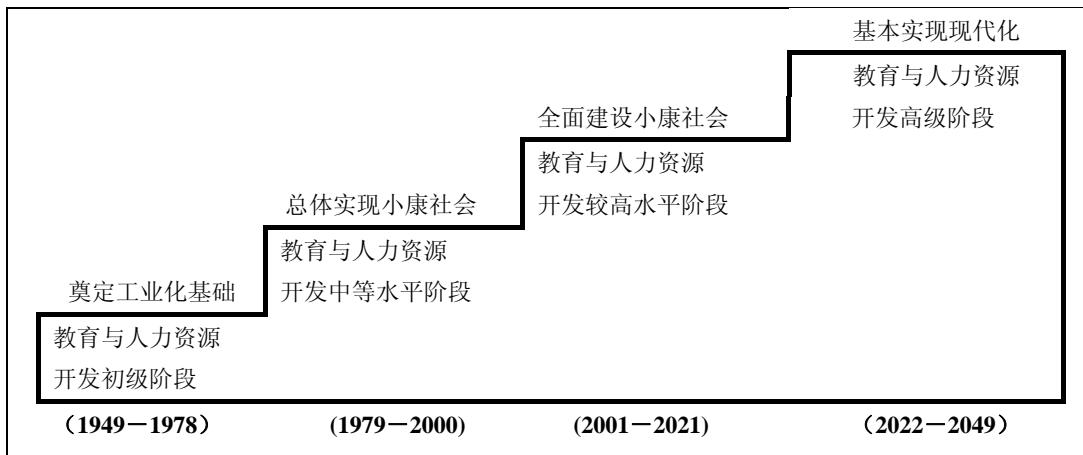 基本实现现代化
教育与人力资源
开发高级阶段
全面建设小康社会
教育与人力资源
开发较高水平阶段
总体实现小康社会
教育与人力资源
开发中等水平阶段
奠定工业化基础
教育与人力资源
开发初级阶段
（1949－1978） (1979－2000) (2001－2021) （2022－2049）